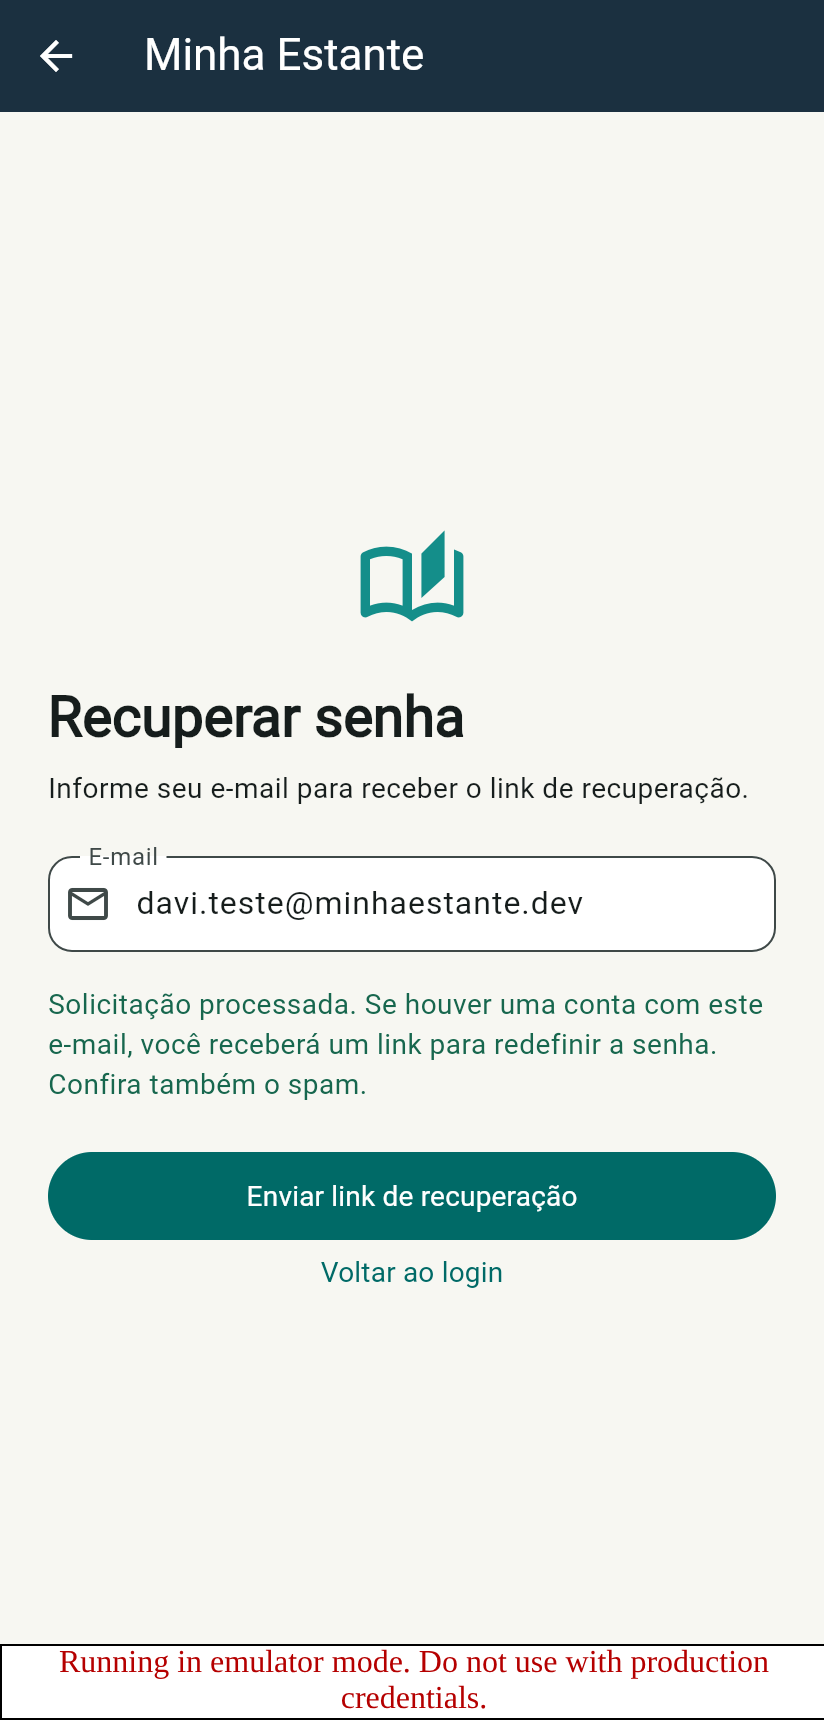 Minha Estante
Recuperar senha
Informe seu e-mail para receber o link de recuperação.
E-mail
davi.teste@minhaestante.dev
Solicitação processada. Se houver uma conta com este
e-mail, você receberá um link para redefinir a senha.
Confira também o spam.
Enviar link de recuperação
Voltar ao login
Running in emulator mode. Do not use with production
credentials.